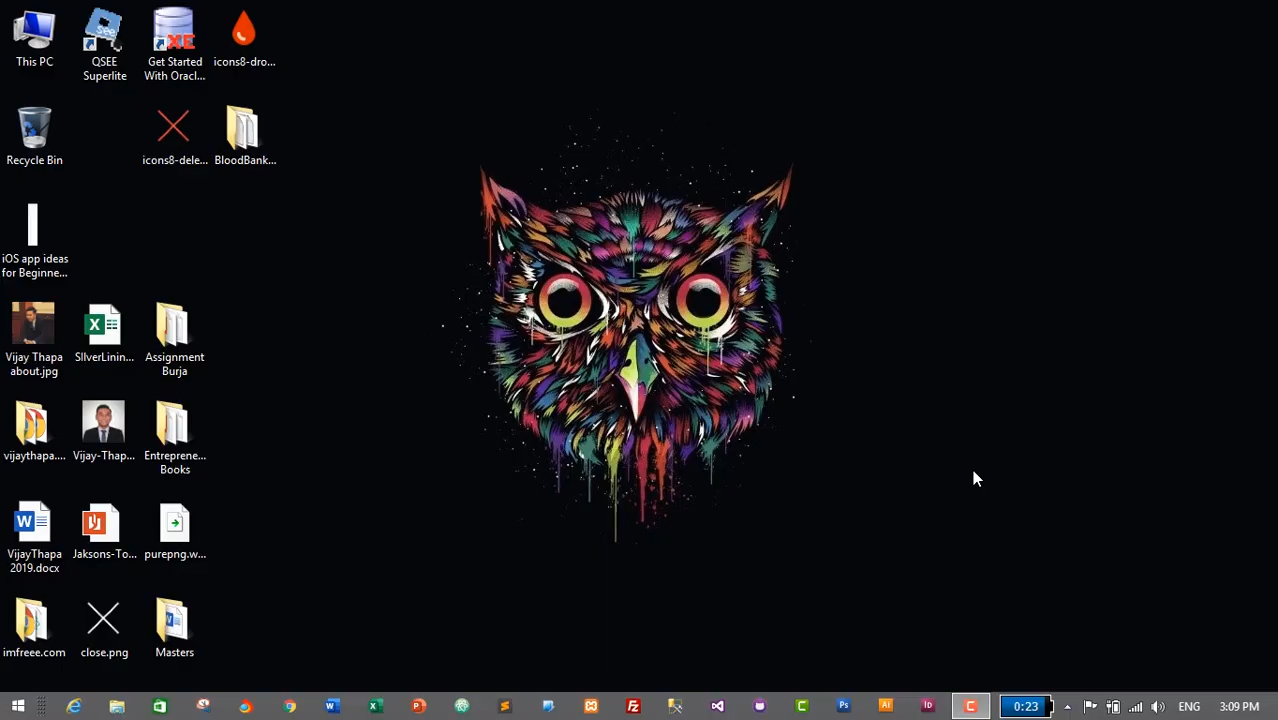 This PC
QSEE
Superlite
XE
Get Started
With Oracl...
icons8-dro...
Recycle Bin
icons8-dele...
BloodBank...
iOS app ideas
for Beginne...
Vijay Thapa
about.jpg
SIlverLinin...
Assignment
Burja
vijaythapa....
Vijay-Thap...
Entreprene...
Books
VijayThapa
2019.docx
Jaksons-To...
purepng.w...
imfreee.com
close.png
Masters
0:23
ENG
3:09 PM